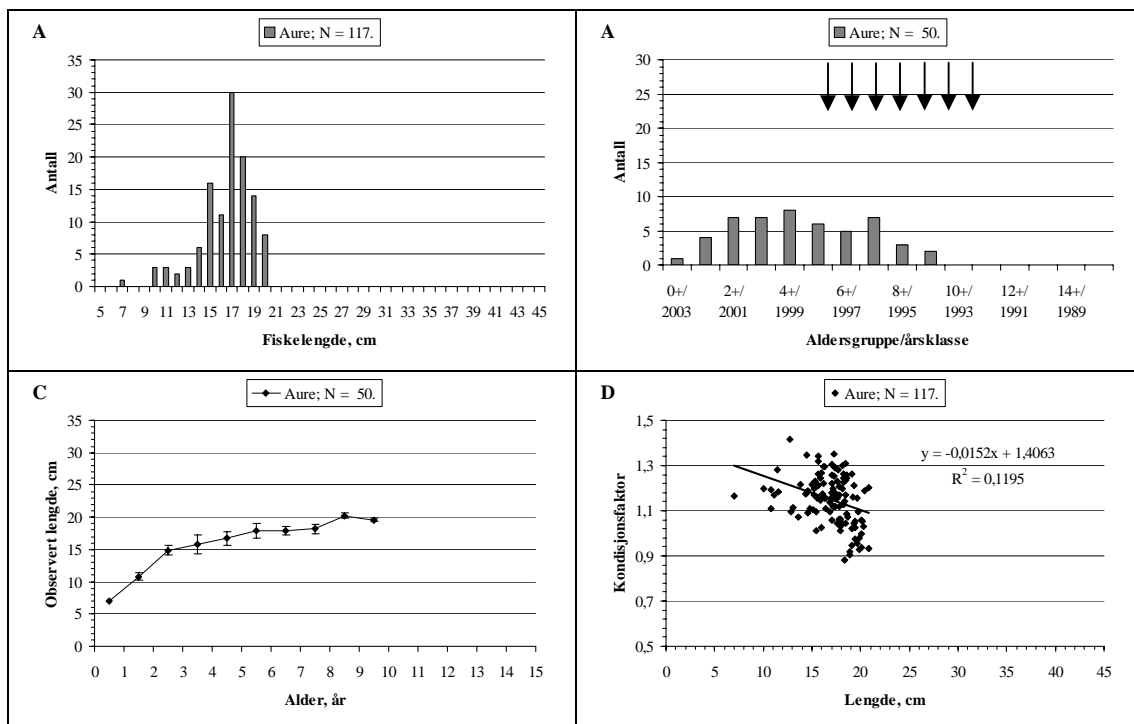 A
Aure; N = 117.
35
30
25
20
15
10
5
0
Antall
5 7 9 11 13 15 17 19 21 23 25 27 29 31 33 35 37 39 41 43 45
Fiskelengde, cm
A
Aure; N = 50.
30
25
20
15
10
5
0
Antall
0+/ 2+/ 4+/ 6+/ 8+/ 10+/ 12+/ 14+/
2003 2001 1999 1997 1995 1993 1991 1989
Aldersgruppe/årsklasse
C
Aure; N = 50.
35
30
25
20
15
10
5
0
Observert lengde, cm
0 1 2 3 4 5 6 7 8 9 10 11 12 13 14 15
Alder, år
D
Aure; N = 117.
1,5
1,3
1,1
0,9
0,7
0,5
Kondisjonsfaktor
y = -0,0152x + 1,4063
R² = 0,1195
0 5 10 15 20 25 30 35 40 45
Lengde, cm